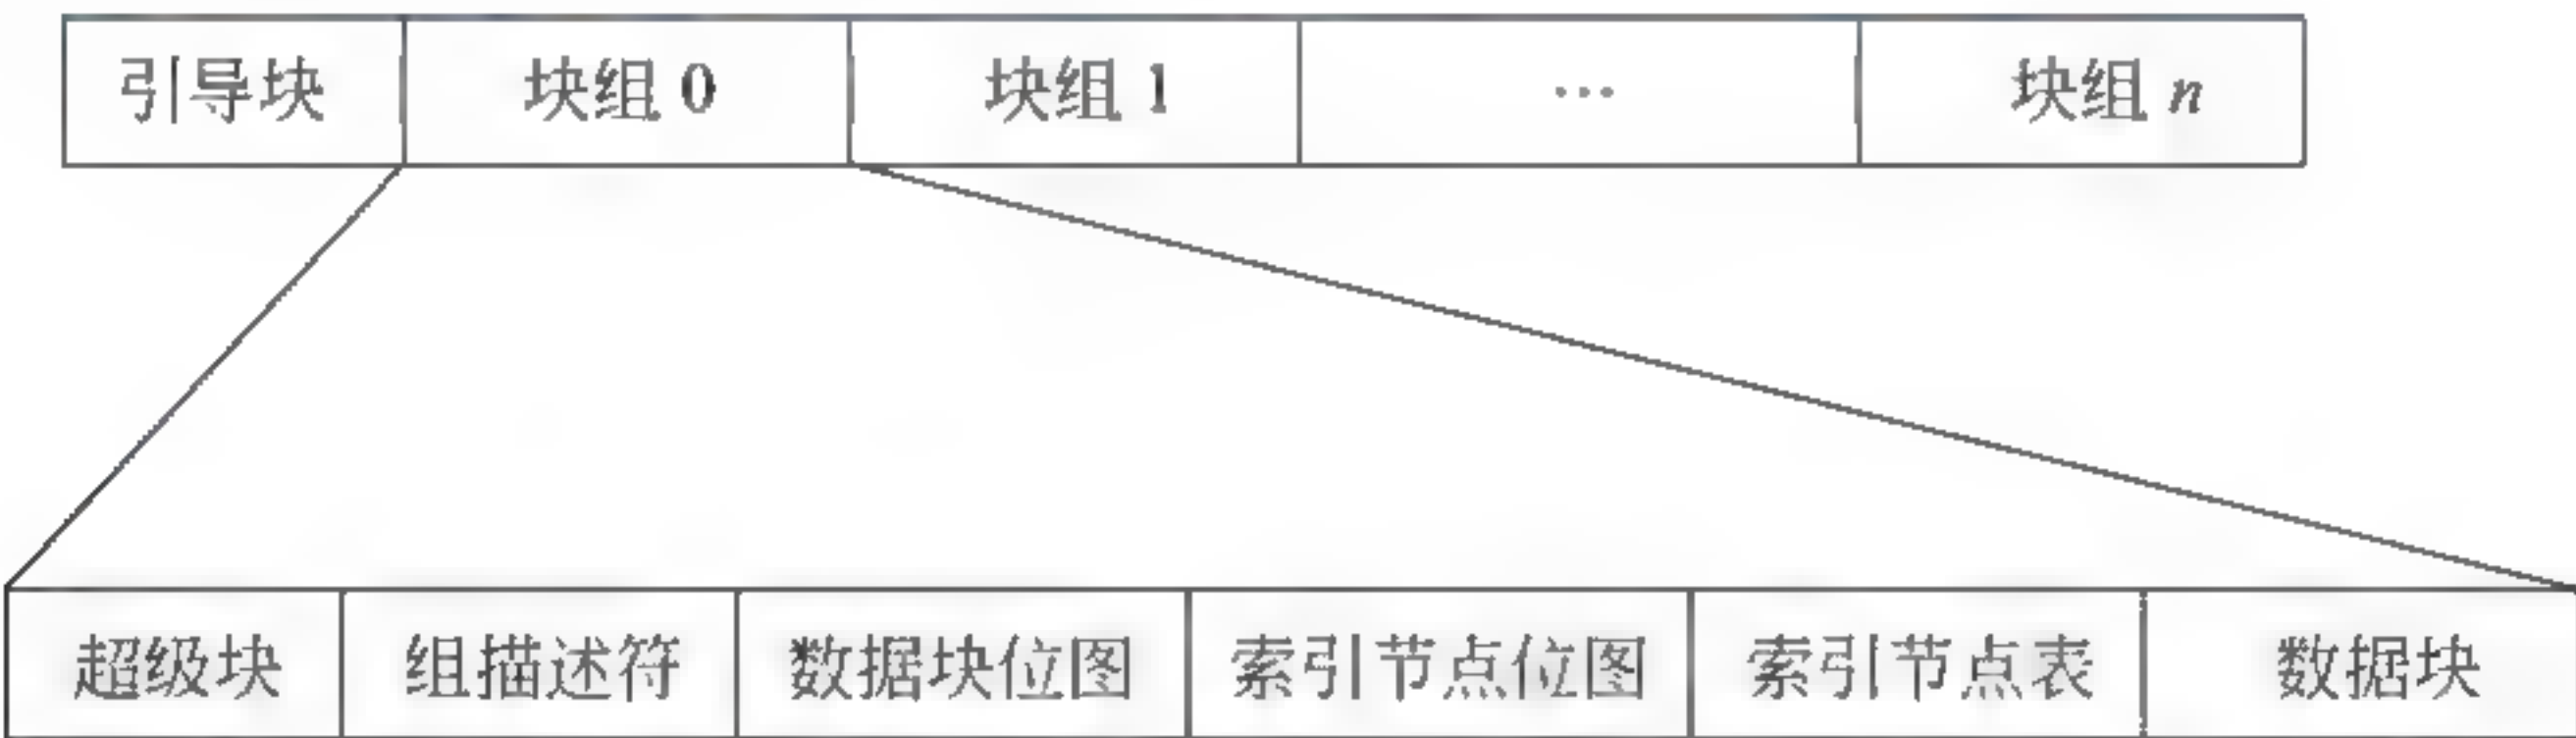 引导块 块组 0 块组 1 … 块组 n
超级块 组描述符 数据块位图 索引节点位图 索引节点表 数据块